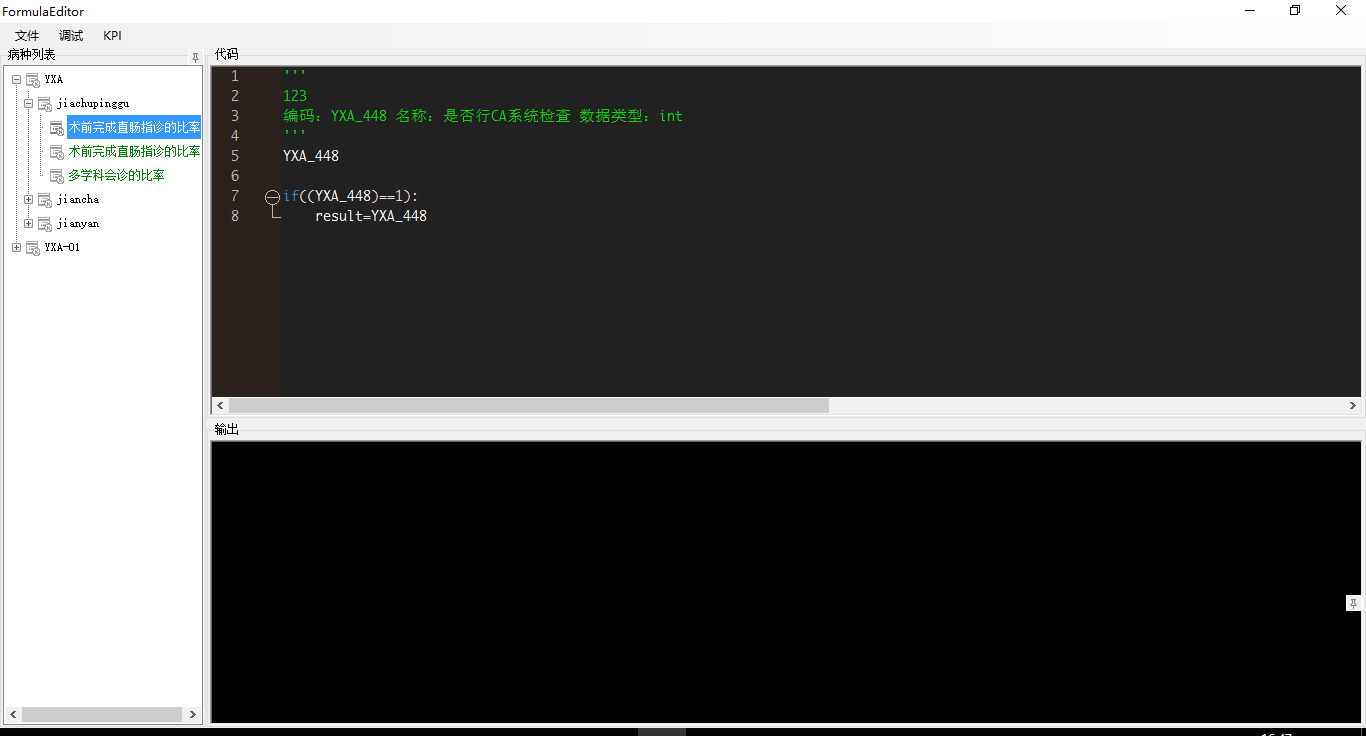 FormulaEditor
文件 调试 KPI
病种列表
YXA
jiachupinggu
术前完成直肠指诊的比率
术前完成直肠指诊的比率
多学科会诊的比率
jiancha
jianyan
YXA-01
代码
1 '''
2 123
3 编码：YXA_448 名称：是否行CA系统检查 数据类型：int
4 '''
5 YXA_448
6
7 if((YXA_448)==1):
8 result=YXA_448
输出